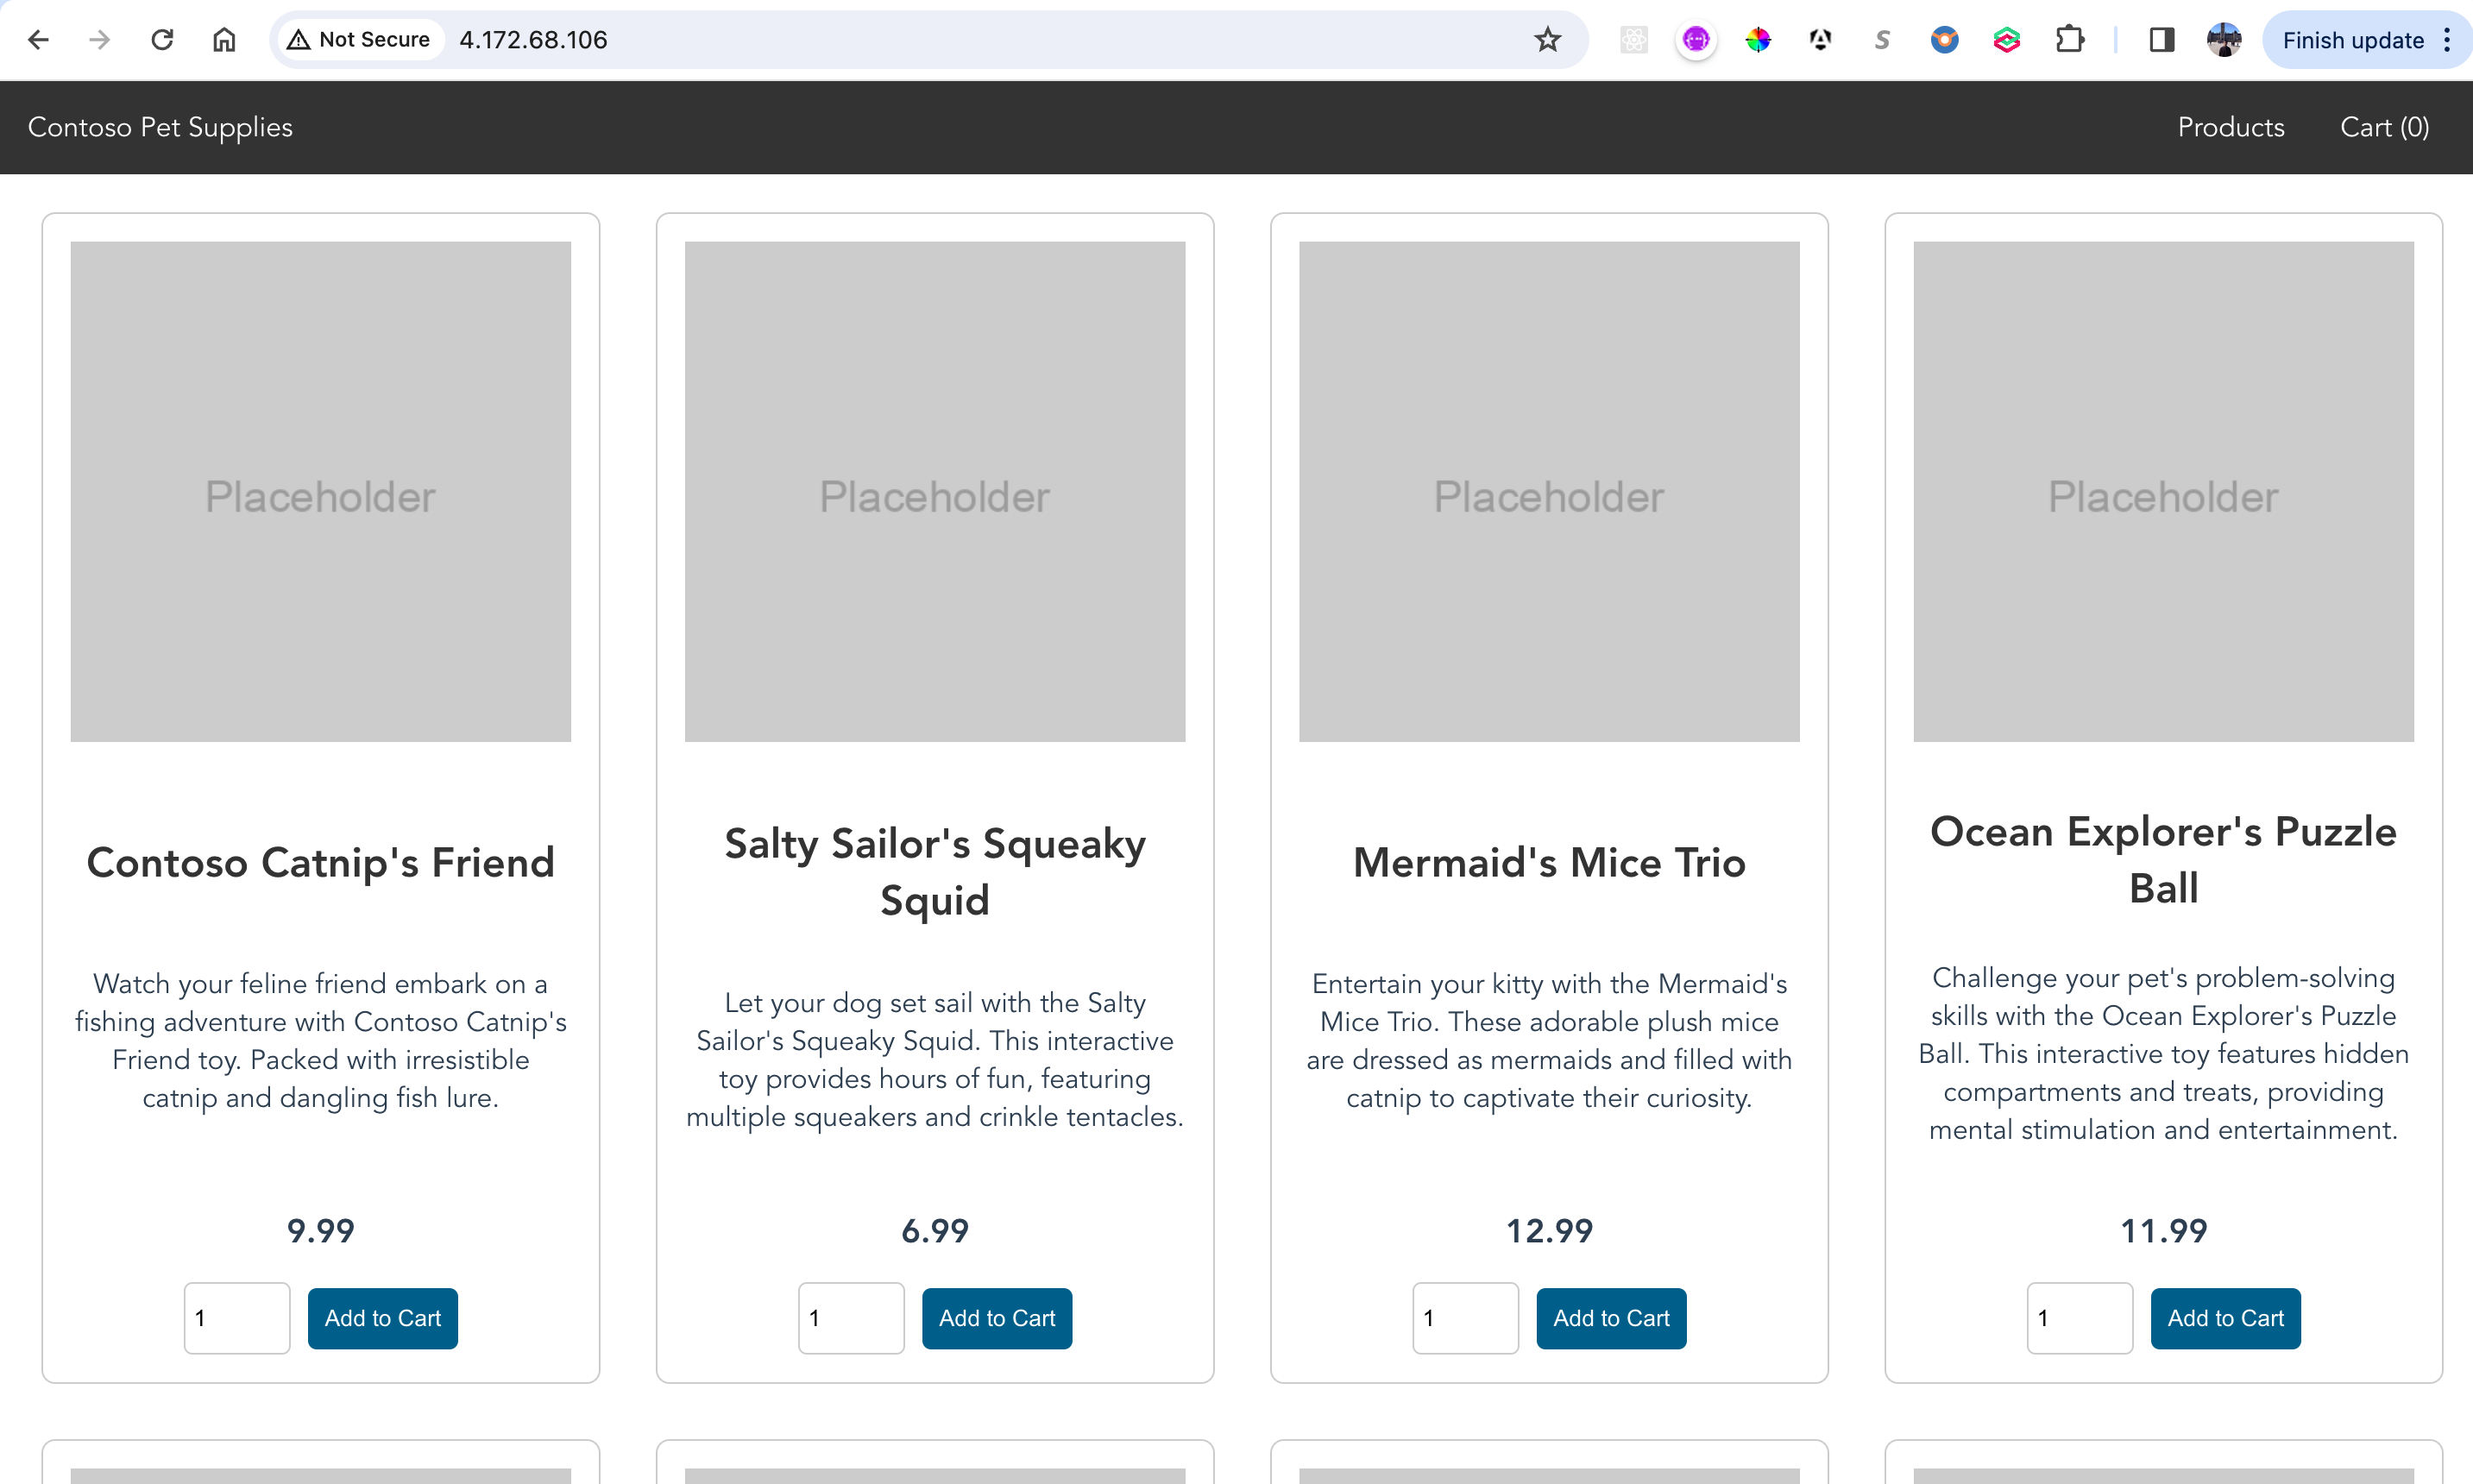 Not Secure 4.172.68.106 Finish update
Contoso Pet Supplies Products Cart (0)
Placeholder
Contoso Catnip's Friend
Watch your feline friend embark on a
fishing adventure with Contoso Catnip's
Friend toy. Packed with irresistible
catnip and dangling fish lure.
9.99
1 Add to Cart
Placeholder
Salty Sailor's Squeaky
Squid
Let your dog set sail with the Salty
Sailor's Squeaky Squid. This interactive
toy provides hours of fun, featuring
multiple squeakers and crinkle tentacles.
6.99
1 Add to Cart
Placeholder
Mermaid's Mice Trio
Entertain your kitty with the Mermaid's
Mice Trio. These adorable plush mice
are dressed as mermaids and filled with
catnip to captivate their curiosity.
12.99
1 Add to Cart
Placeholder
Ocean Explorer's Puzzle
Ball
Challenge your pet's problem-solving
skills with the Ocean Explorer's Puzzle
Ball. This interactive toy features hidden
compartments and treats, providing
mental stimulation and entertainment.
11.99
1 Add to Cart